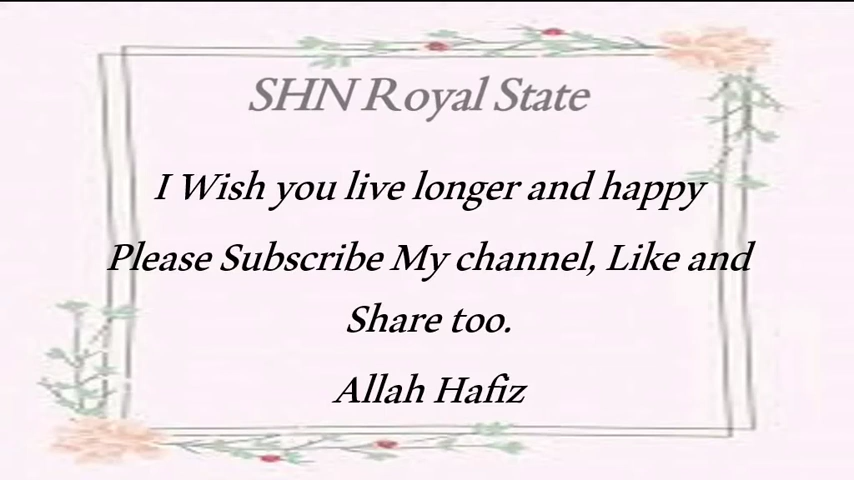 SHN Royal State
I Wish you live longer and happy
Please Subscribe My channel, Like and
Share too.
Allah Hafiz